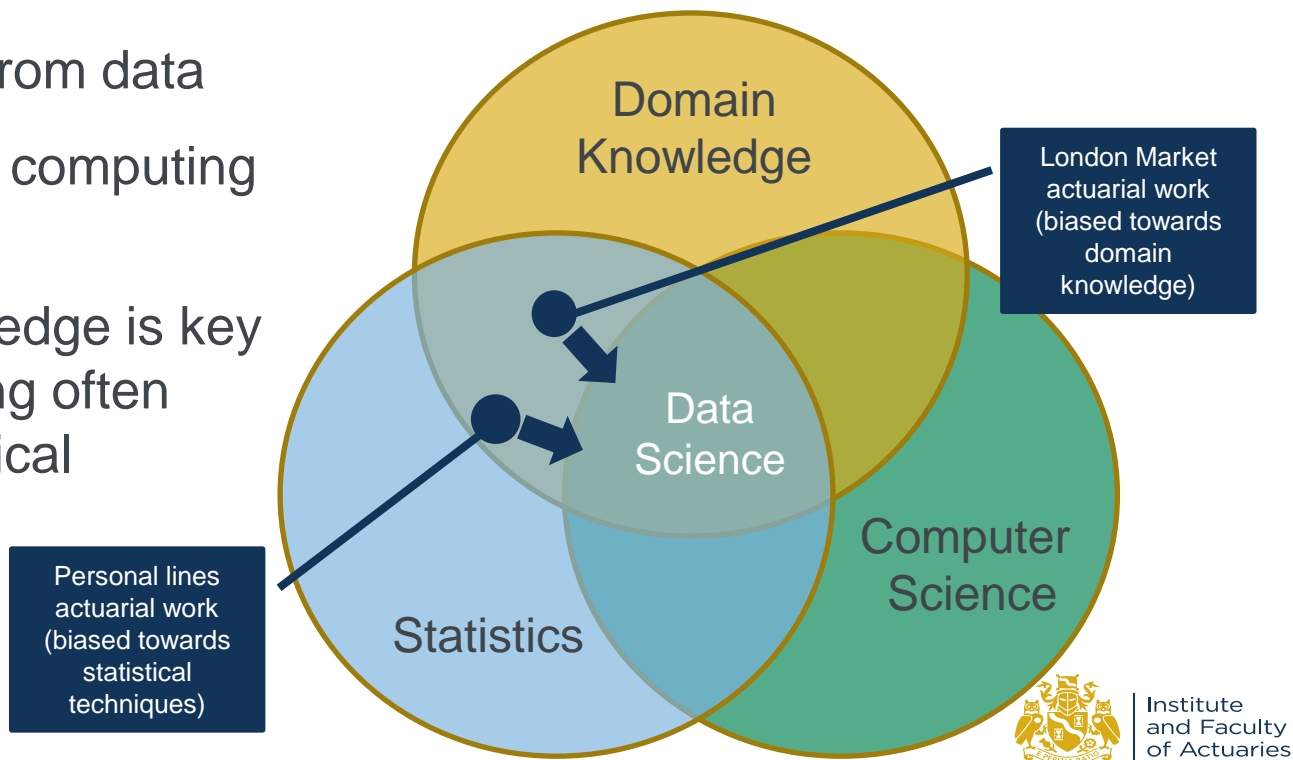 rom data
computing
edge is key
ng often
ical
Domain
Knowledge
London Market
actuarial work
(biased towards
domain
knowledge)
Data
Science
Computer
Science
Statistics
Personal lines
actuarial work
(biased towards
statistical
techniques)
Institute
and Faculty
of Actuaries